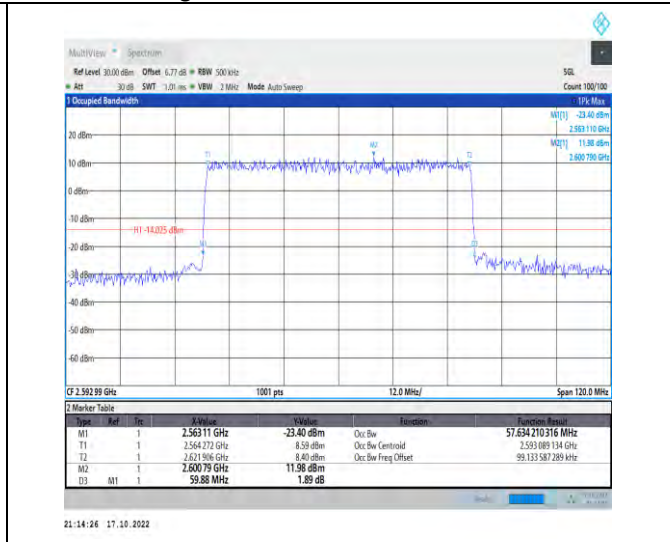 MultiView Spectrum
Ref Level 30.00 dBm Offset 6.77 dB RBW 500 kHz SGL
Att 30 dB SWT 1.01 ms VBW 2 MHz Mode Auto Sweep Count 100/100
1 Occupied Bandwidth 1Pk Max
M1[1] -23.40 dBm
2.563 110 GHz
M2[1] 11.98 dBm
2.600 790 GHz
20 dBm
M2
T1 T2
10 dBm
0 dBm
-10 dBm
H1 -14.025 dBm
-20 dBm
M1 D3
-30 dBm
-40 dBm
-50 dBm
-60 dBm
CF 2.592 99 GHz 1001 pts 12.0 MHz/ Span 120.0 MHz
2 Marker Table
Type Ref Trc X-Value Y-Value Function Function Result
M1 1 2.563 11 GHz -23.40 dBm Occ Bw 57.634 210 316 MHz
T1 1 2.564 272 GHz 8.59 dBm Occ Bw Centroid 2.593 089 134 GHz
T2 1 2.621 906 GHz 8.40 dBm Occ Bw Freq Offset 99.133 587 289 kHz
M2 1 2.600 79 GHz 11.98 dBm
D3 M1 1 59.88 MHz 1.89 dB
21:14:26 17.10.2022